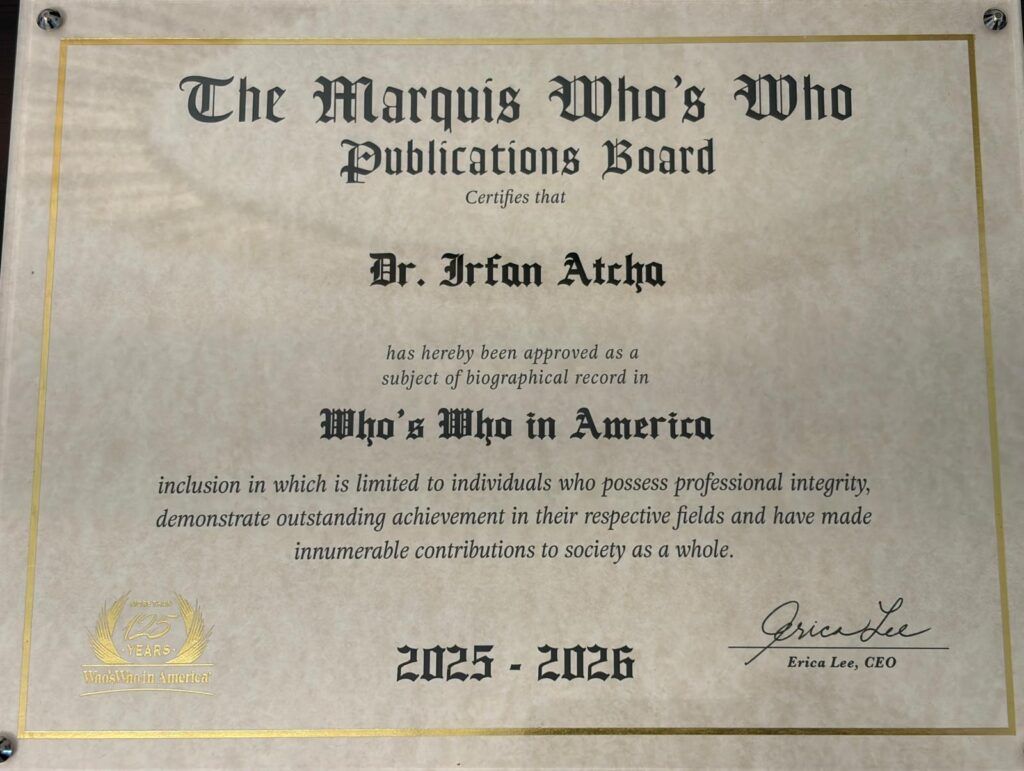 The Marquis Who's Who
Publications Board
Certifies that
Dr. Irfan Atcha
has hereby been approved as a
subject of biographical record in
Who's Who in America
inclusion in which is limited to individuals who possess professional integrity,
demonstrate outstanding achievement in their respective fields and have made
innumerable contributions to society as a whole.
125
YEARS
Who's Who in America
2025 - 2026
Erica Lee
Erica Lee, CEO